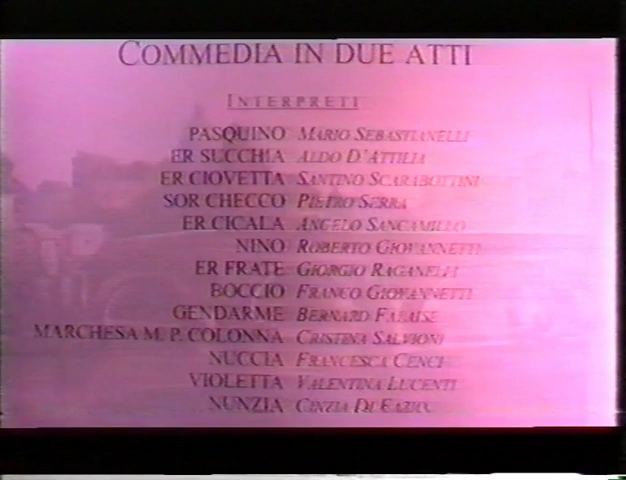 COMMEDIA IN DUE ATTI
INTERPRETI
PASQUINO MARIO SEBASTIANELLI
ER SUCCHIA ALDO D'ATTILIA
ER CIOVETTA SANTINO SCARABOTTINI
SOR CHECCO PIETRO SERRA
ER CICALA ANGELO SANCAMILLO
NINO ROBERTO GIOVANNETTI
ER FRATE GIORGIO RAGANELLI
BOCCIO FRANCO GIOVANNETTI
GENDARME BERNARD
MARCHESA M. P. COLONNA CRISTINA SALVIONI
NUCCIA FRANCESCA CENCI
VIOLETTA VALENTINA LUCENTI
NUNZIA CINZIA DI